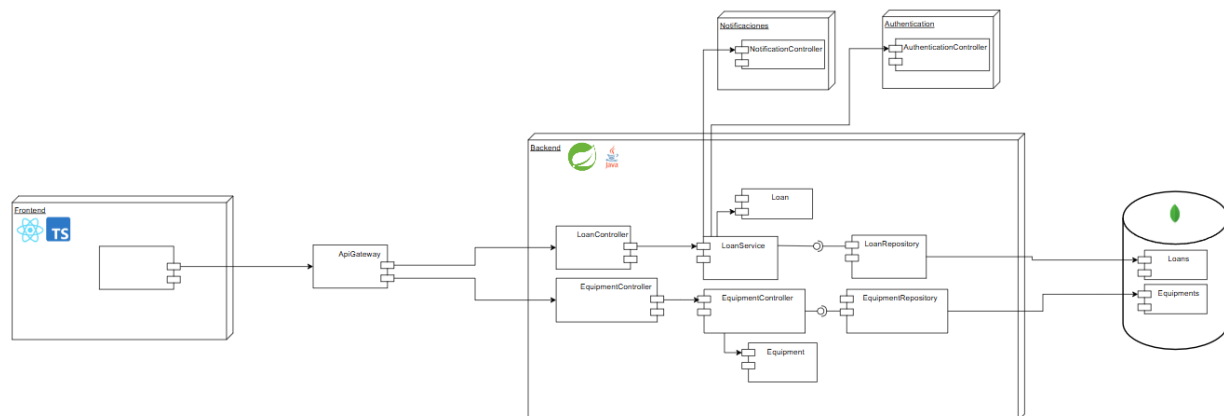 Notificaciones
NotificationController
Authentication
AuthenticationController
Backend
Java
Loan
Frontend
TS
ApiGateway
LoanController
LoanService
LoanRepository
Loans
EquipmentController
EquipmentController
EquipmentRepository
Equipments
Equipment